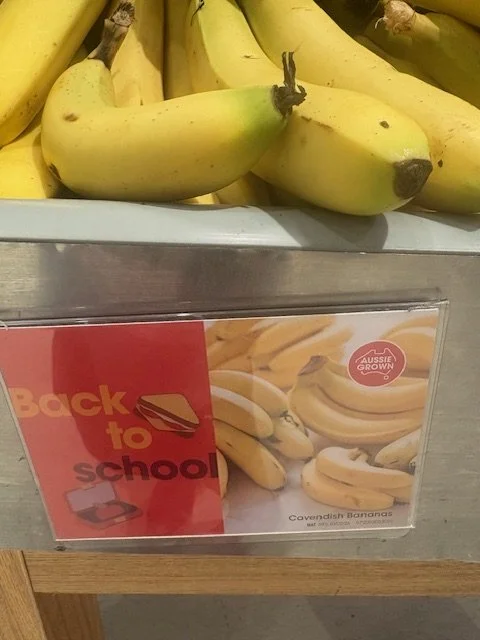 Back
to
school
AUSSIE
GROWN
Cavendish Bananas